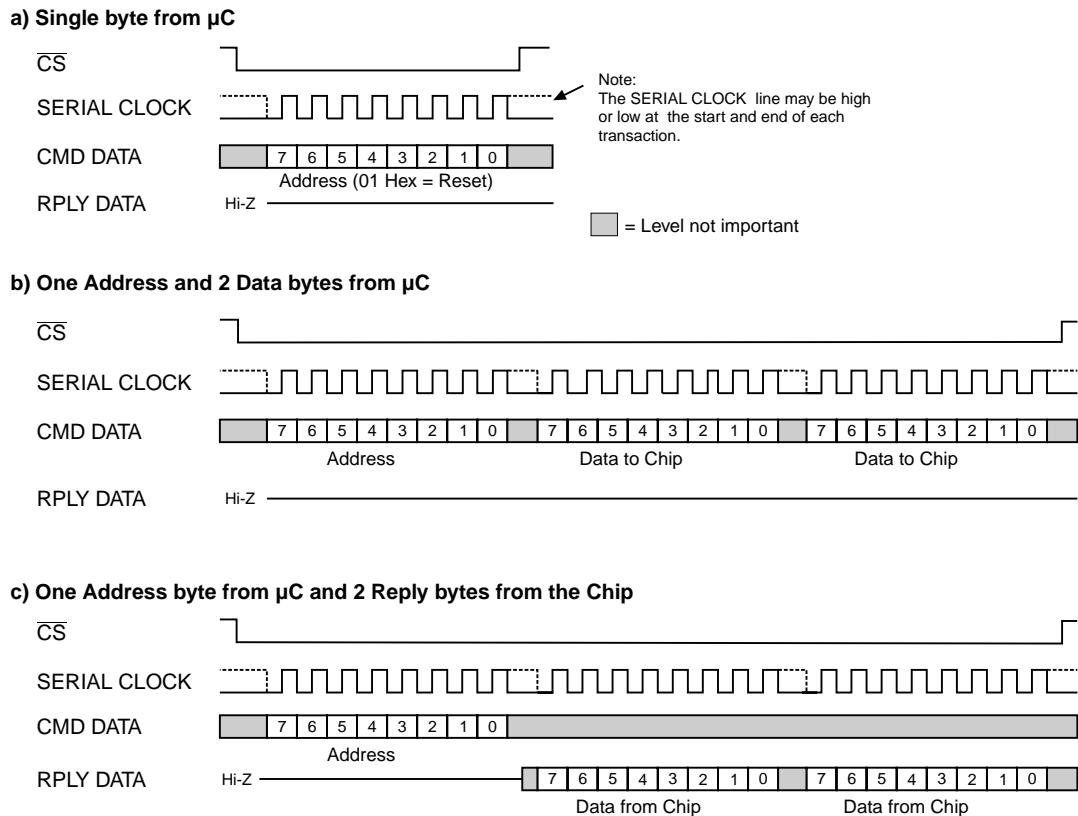 a) Single byte from µC
CS
SERIAL CLOCK
Note:
The SERIAL CLOCK line may be high
or low at the start and end of each
transaction.
CMD DATA 7 6 5 4 3 2 1 0
Address (01 Hex = Reset)
RPLY DATA Hi-Z
= Level not important
b) One Address and 2 Data bytes from µC
CS
SERIAL CLOCK
CMD DATA 7 6 5 4 3 2 1 0 7 6 5 4 3 2 1 0 7 6 5 4 3 2 1 0
Address Data to Chip Data to Chip
RPLY DATA Hi-Z
c) One Address byte from µC and 2 Reply bytes from the Chip
CS
SERIAL CLOCK
CMD DATA 7 6 5 4 3 2 1 0
Address
RPLY DATA Hi-Z 7 6 5 4 3 2 1 0 7 6 5 4 3 2 1 0
Data from Chip Data from Chip